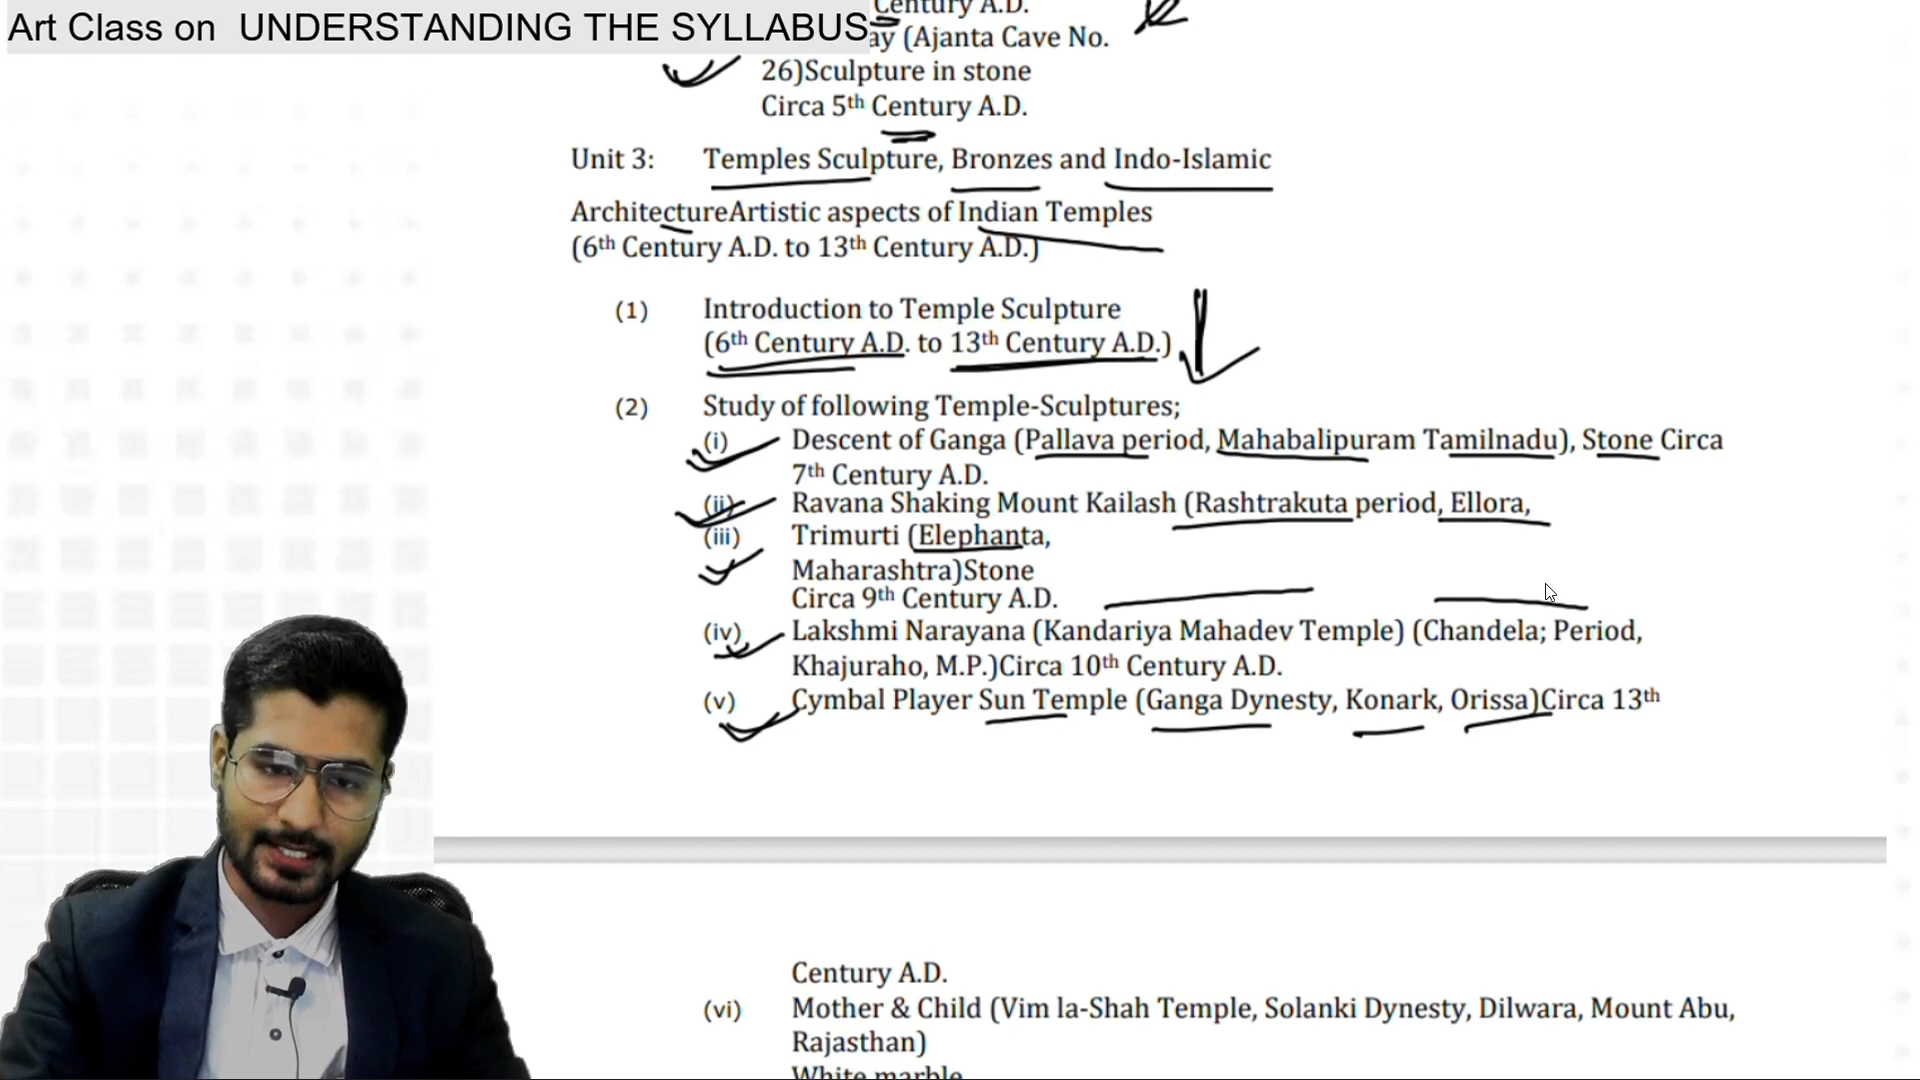 Art Class on UNDERSTANDING THE SYLLABUS
Century A.D.
ay (Ajanta Cave No.
26)Sculpture in stone
Circa 5th Century A.D.
Unit 3: Temples Sculpture, Bronzes and Indo-Islamic
ArchitectureArtistic aspects of Indian Temples
(6th Century A.D. to 13th Century A.D.)
(1) Introduction to Temple Sculpture
(6th Century A.D. to 13th Century A.D.)
(2) Study of following Temple-Sculptures;
(i) Descent of Ganga (Pallava period, Mahabalipuram Tamilnadu), Stone Circa
7th Century A.D.
(ii) Ravana Shaking Mount Kailash (Rashtrakuta period, Ellora,
(iii) Trimurti (Elephanta,
Maharashtra)Stone
Circa 9th Century A.D.
(iv) Lakshmi Narayana (Kandariya Mahadev Temple) (Chandela; Period,
Khajuraho, M.P.)Circa 10th Century A.D.
(v) Cymbal Player Sun Temple (Ganga Dynesty, Konark, Orissa)Circa 13th
Century A.D.
(vi) Mother & Child (Vim la-Shah Temple, Solanki Dynesty, Dilwara, Mount Abu,
Rajasthan)
White marble